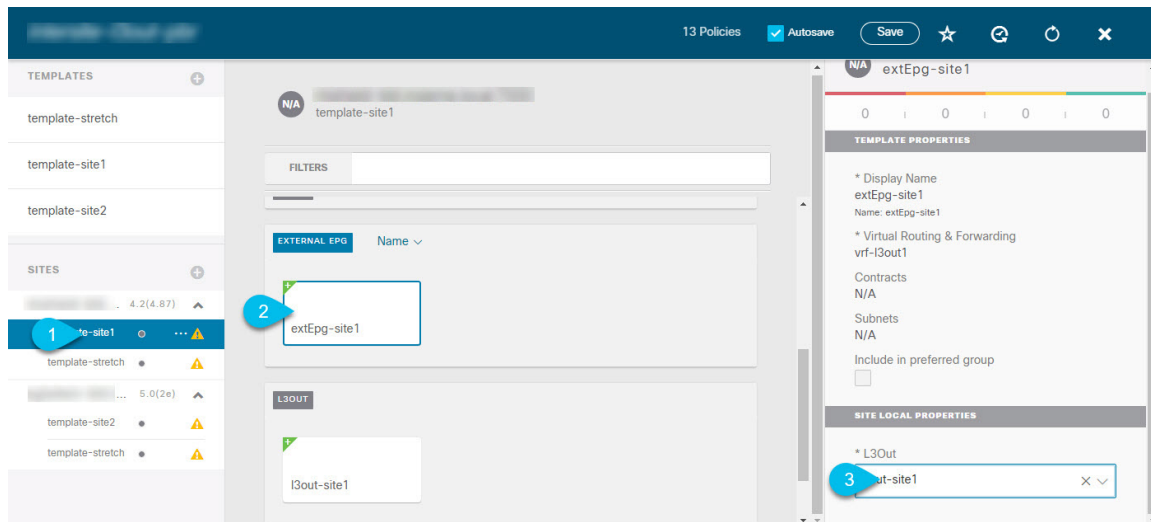 13 Policies Autosave Save
TEMPLATES
template-stretch
template-site1
template-site2
SITES
4.2(4.87)
1 te-site1
template-stretch
... 5.0(2e)
template-site2
template-stretch
N/A
template-site1
FILTERS
EXTERNAL EPG Name
2
extEpg-site1
L3OUT
l3out-site1
N/A extEpg-site1
0 0 0 0
TEMPLATE PROPERTIES
* Display Name
extEpg-site1
Name: extEpg-site1
* Virtual Routing & Forwarding
vrf-l3out1
Contracts
N/A
Subnets
N/A
Include in preferred group
SITE LOCAL PROPERTIES
* L3Out
3 ut-site1